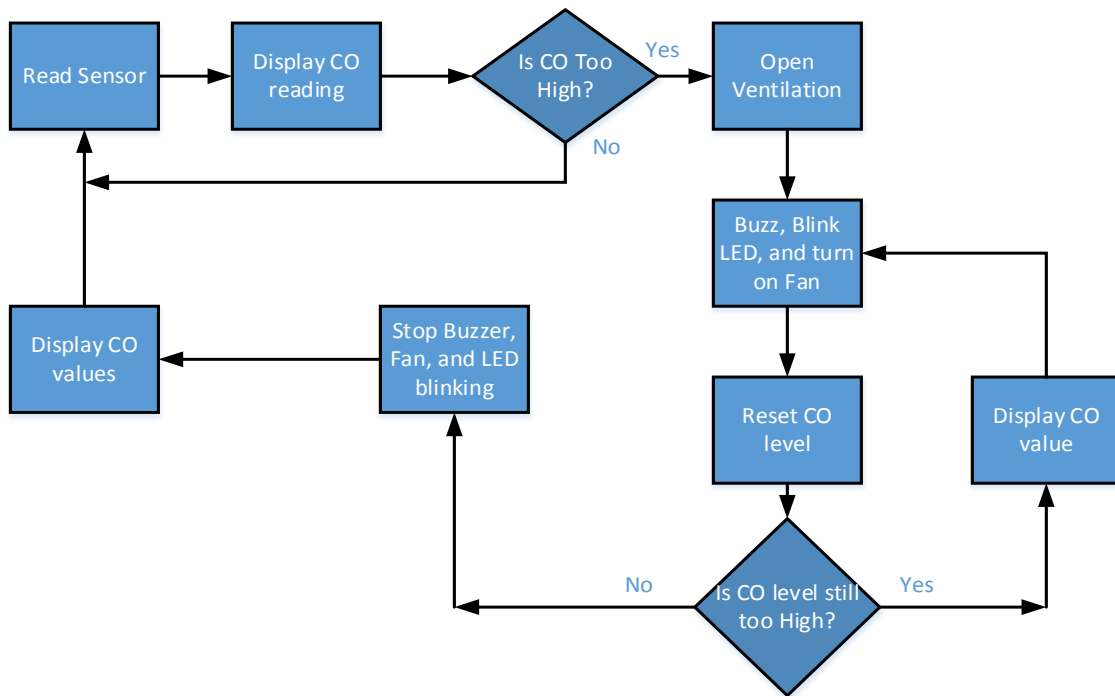 Read Sensor
Display CO
reading
Is CO Too
High?
Yes
Open
Ventilation
No
Buzz, Blink
LED, and turn
on Fan
Display CO
values
Stop Buzzer,
Fan, and LED
blinking
Reset CO
level
Display CO
value
No
Is CO level still
too High?
Yes